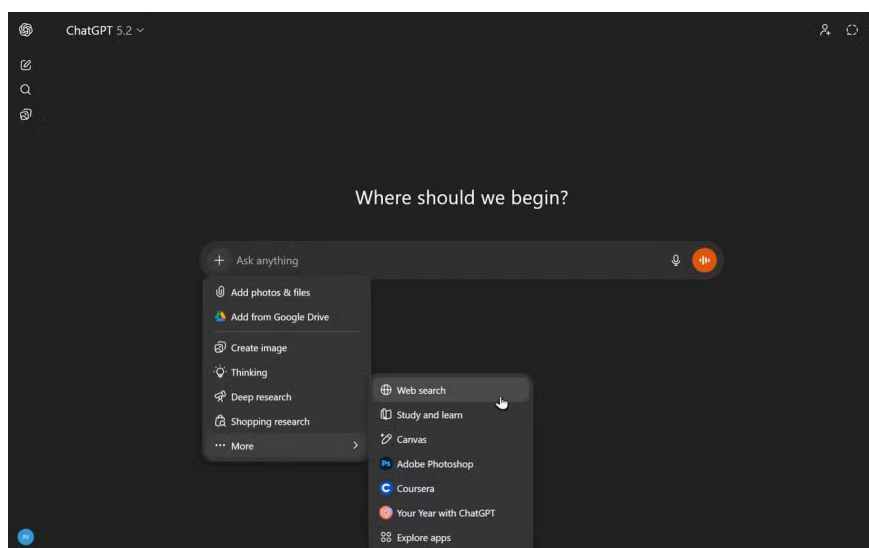 ChatGPT 5.2
Where should we begin?
Ask anything
Add photos & files
Add from Google Drive
Create image
Thinking
Deep research
Shopping research
More
Web search
Study and learn
Canvas
Ps Adobe Photoshop
C Coursera
Your Year with ChatGPT
Explore apps